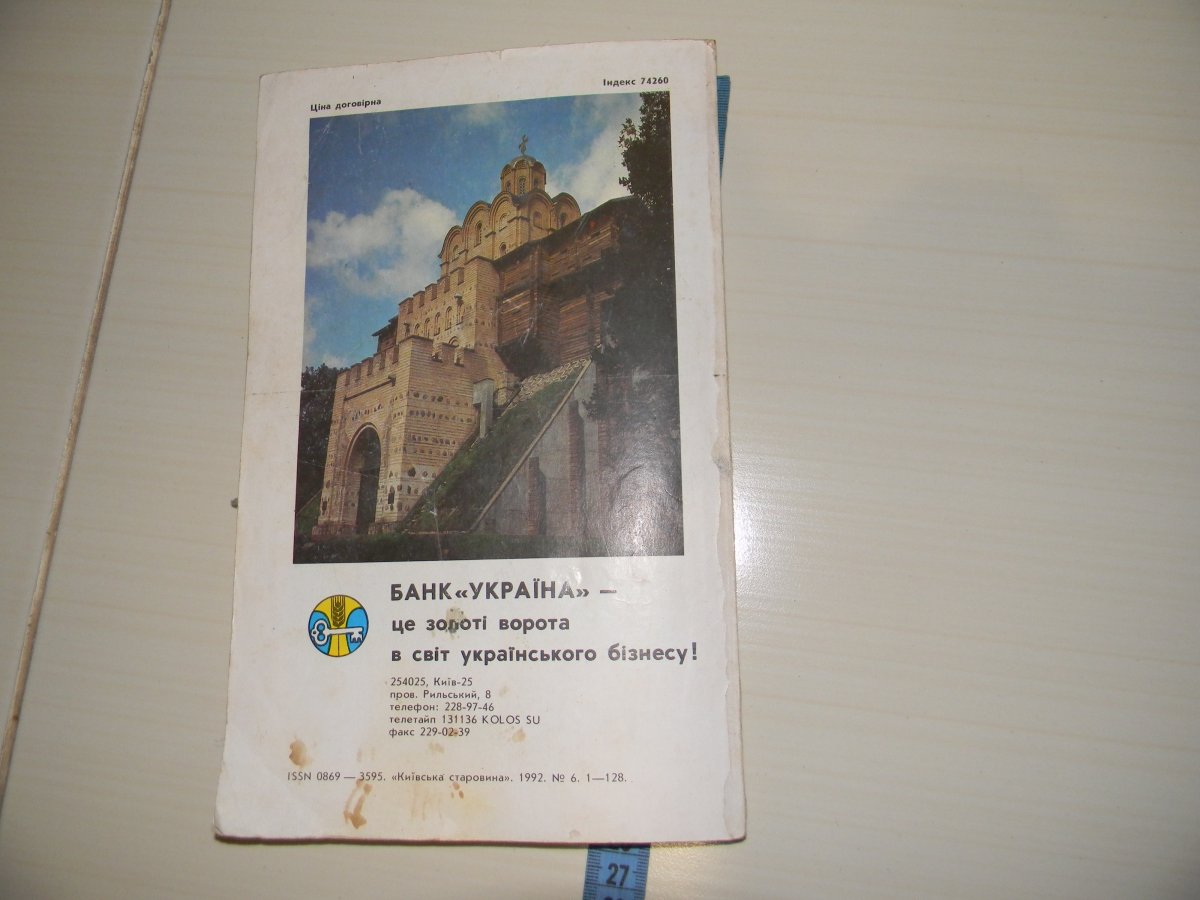 Ціна договірна
Індекс 74260
БАНК «УКРАЇНА» —
це золоті ворота
в світ українського бізнесу!
254025, Київ-25
пров. Рильський, 8
телефон: 228-97-46
телетайп 131136 KOLOS SU
факс 229-02-39
ISSN 0869 — 3595. «Київська старовина». 1992. № 6. 1—128.
27